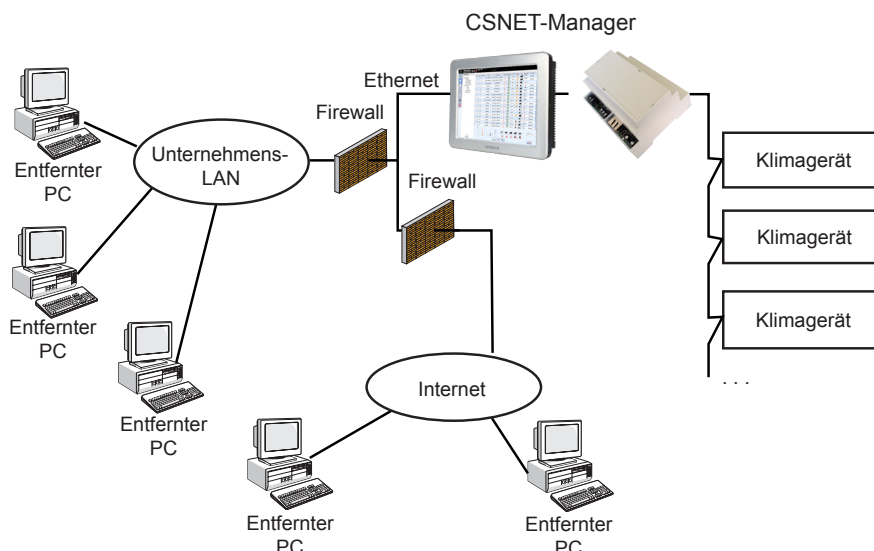 CSNET-Manager
Ethernet
Firewall
Unternehmens-
LAN
Firewall
Entfernter
PC
Entfernter
PC
Entfernter
PC
Klimagerät
Klimagerät
Klimagerät
. . .
Internet
Entfernter
PC
Entfernter
PC